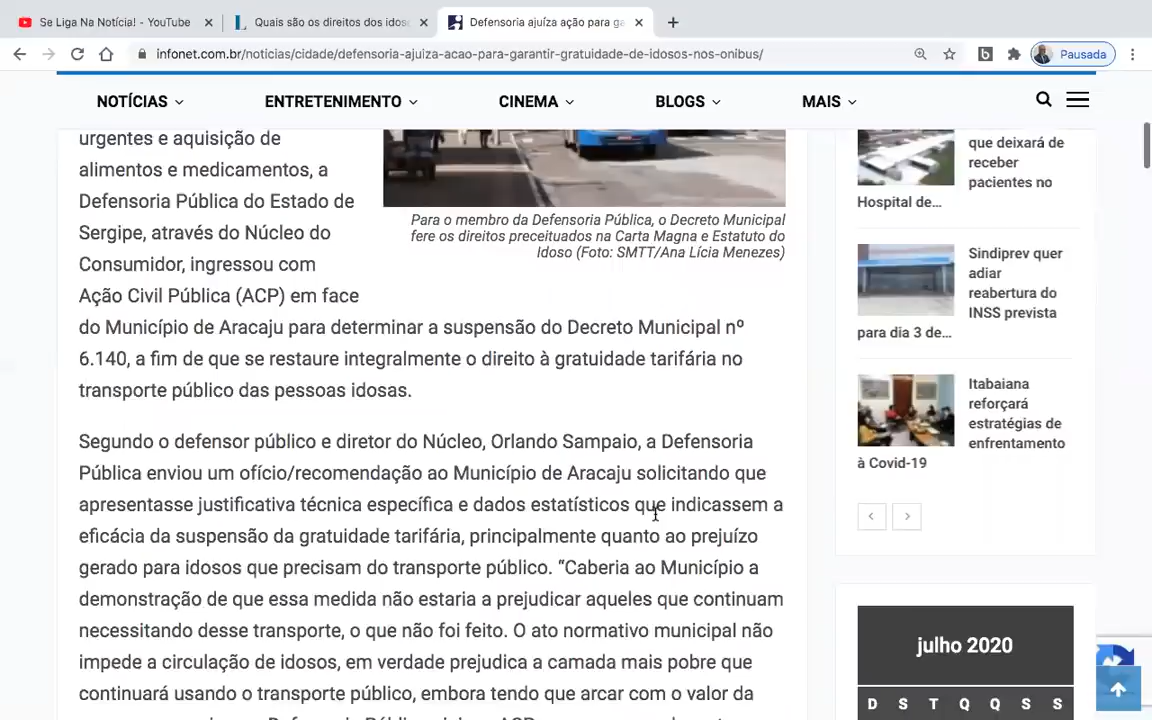 Se Liga Na Notícia! - YouTube
Quais são os direitos dos idos
Defensoria ajuíza ação para ga
infonet.com.br/noticias/cidade/defensoria-ajuiza-acao-para-garantir-gratuidade-de-idosos-nos-onibus/
Pausada
NOTÍCIAS
ENTRETENIMENTO
CINEMA
BLOGS
MAIS
urgentes e aquisição de
alimentos e medicamentos, a
Defensoria Pública do Estado de
Sergipe, através do Núcleo do
Consumidor, ingressou com
Ação Civil Pública (ACP) em face
do Município de Aracaju para determinar a suspensão do Decreto Municipal nº
6.140, a fim de que se restaure integralmente o direito à gratuidade tarifária no
transporte público das pessoas idosas.
Para o membro da Defensoria Pública, o Decreto Municipal
fere os direitos preceituados na Carta Magna e Estatuto do
Idoso (Foto: SMTT/Ana Lícia Menezes)
Segundo o defensor público e diretor do Núcleo, Orlando Sampaio, a Defensoria
Pública enviou um ofício/recomendação ao Município de Aracaju solicitando que
apresentasse justificativa técnica específica e dados estatísticos que indicassem a
eficácia da suspensão da gratuidade tarifária, principalmente quanto ao prejuízo
gerado para idosos que precisam do transporte público. “Caberia ao Município a
demonstração de que essa medida não estaria a prejudicar aqueles que continuam
necessitando desse transporte, o que não foi feito. O ato normativo municipal não
impede a circulação de idosos, em verdade prejudica a camada mais pobre que
continuará usando o transporte público, embora tendo que arcar com o valor da
que deixará de
receber
pacientes no
Hospital de…
Sindiprev quer
adiar
reabertura do
INSS prevista
para dia 3 de…
Itabaiana
reforçará
estratégias de
enfrentamento
à Covid-19
julho 2020
D S T Q Q S S